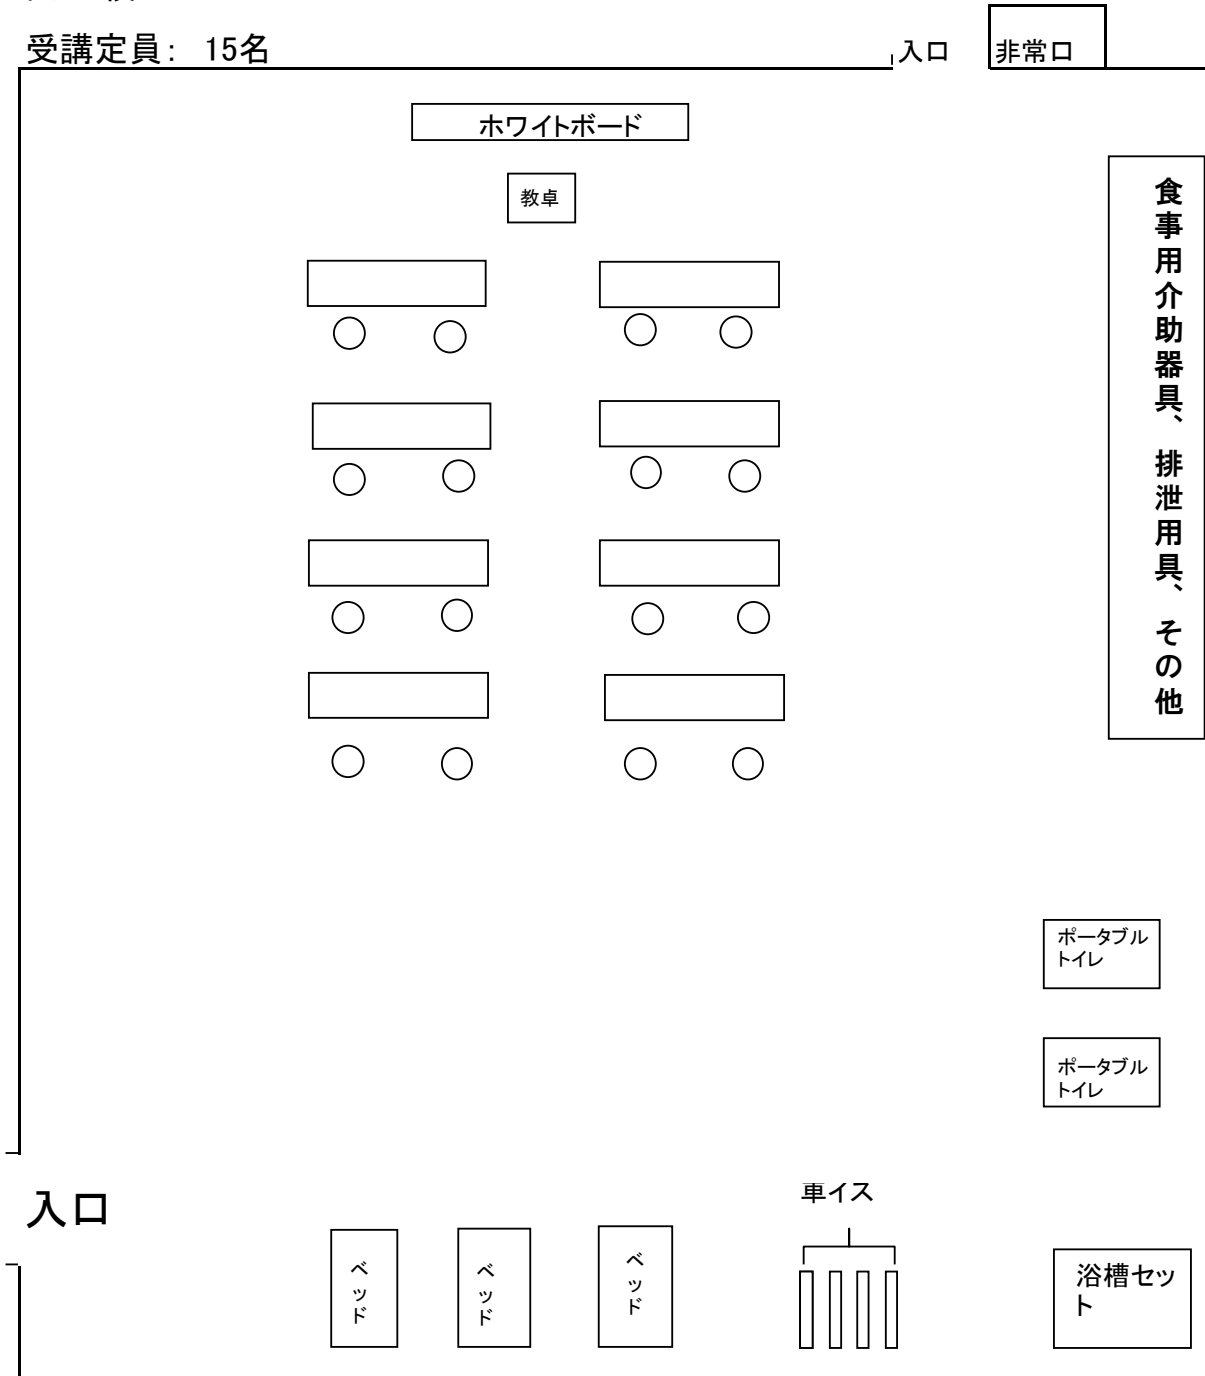 受講定員： 15名
入口
非常口
ホワイトボード
教卓
食事用介助器具、排泄用具、その他
ポータブル
トイレ
ポータブル
トイレ
入口
車イス
ベッド
ベッド
ベッド
浴槽セッ
ト